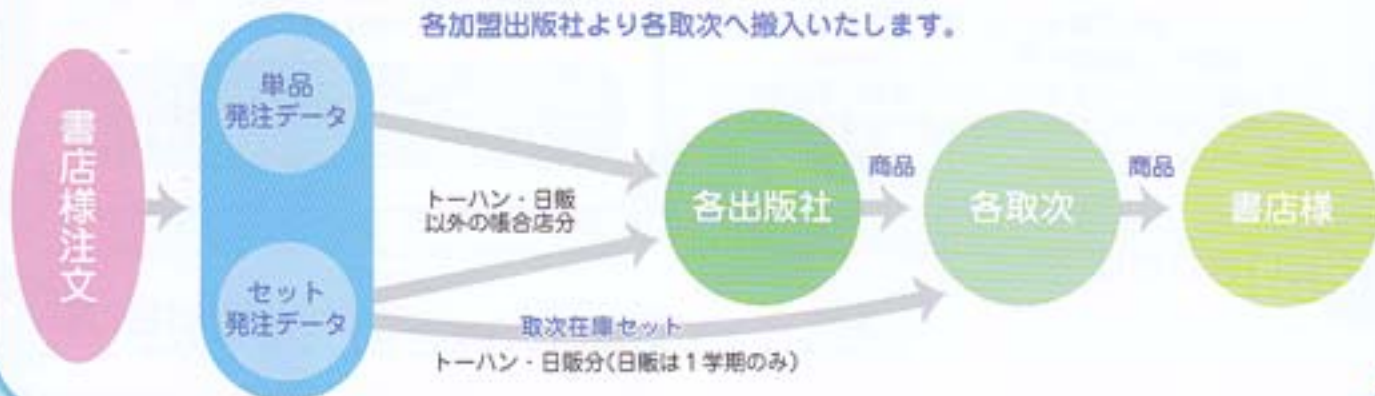 各加盟出版社より各取次へ搬入いたします。
書店様注文
単品
発注データ
セット
発注データ
トーハン・日販
以外の帳合店分
取次在庫セット
トーハン・日販分(日販は1学期のみ)
各出版社
商品
各取次
商品
書店様